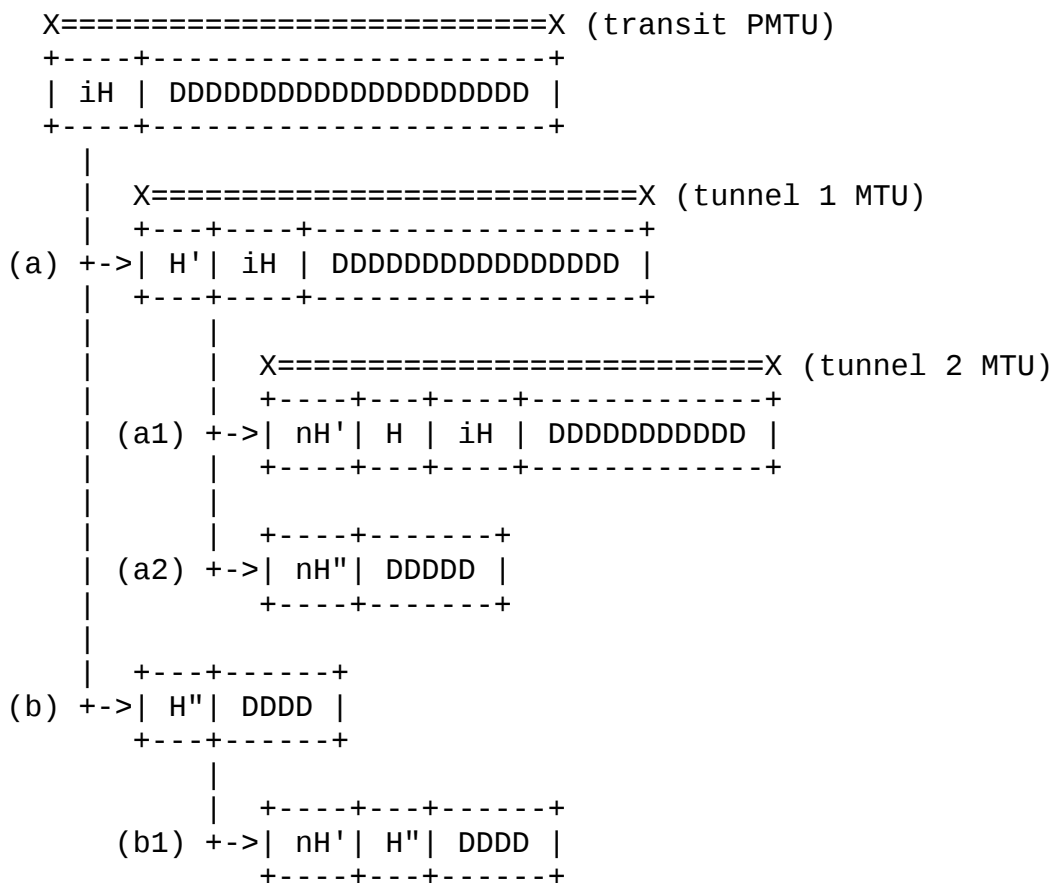 X===========================X (transit PMTU)
  +----+----------------------+
  | iH | DDDDDDDDDDDDDDDDDDDD |
  +----+----------------------+
    |
    |  X===========================X (tunnel 1 MTU)
    |  +---+----+------------------+
(a) +->| H'| iH | DDDDDDDDDDDDDDDD |
    |  +---+----+------------------+
    |      |
    |      |  X===========================X (tunnel 2 MTU)
    |      |  +----+---+----+-------------+
    | (a1) +->| nH'| H | iH | DDDDDDDDDDD |
    |      |  +----+---+----+-------------+
    |      |
    |      |  +----+-------+
    | (a2) +->| nH"| DDDDD |
    |         +----+-------+
    |
    |  +---+------+
(b) +->| H"| DDDD |
       +---+------+
           |
           |  +----+---+------+
      (b1) +->| nH'| H"| DDDD |
              +----+---+------+